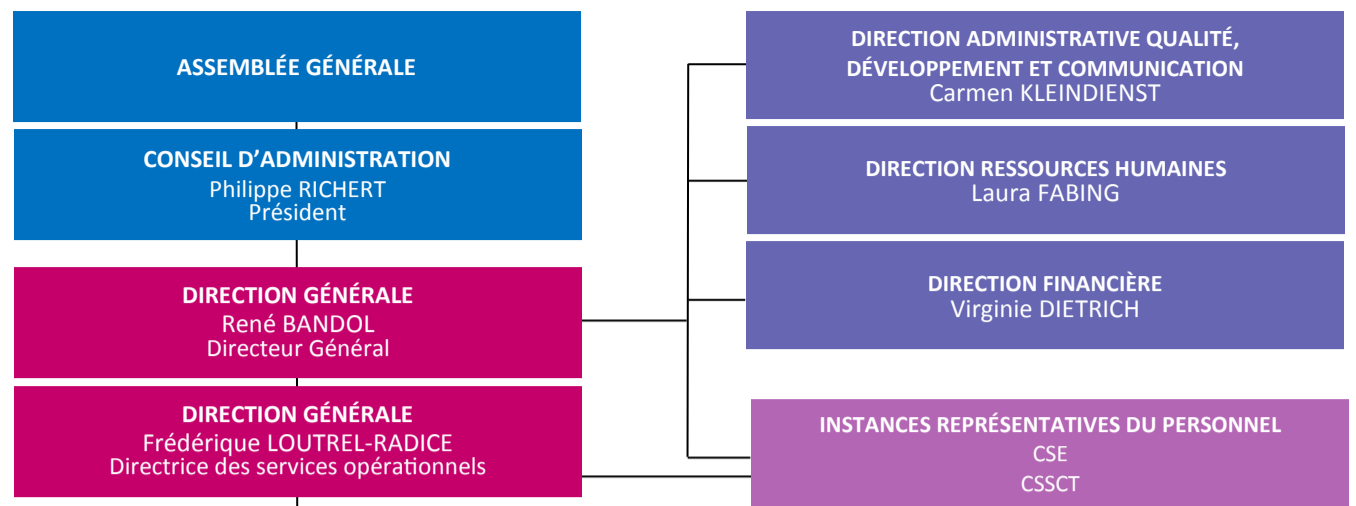 ASSEMBLÉE GÉNÉRALE
CONSEIL D’ADMINISTRATION
Philippe RICHERT
Président
DIRECTION GÉNÉRALE
René BANDOL
Directeur Général
DIRECTION GÉNÉRALE
Frédérique LOUTREL-RADICE
Directrice des services opérationnels
DIRECTION ADMINISTRATIVE QUALITÉ,
DÉVELOPPEMENT ET COMMUNICATION
Carmen KLEINDIENST
DIRECTION RESSOURCES HUMAINES
Laura FABING
DIRECTION FINANCIÈRE
Virginie DIETRICH
INSTANCES REPRÉSENTATIVES DU PERSONNEL
CSE
CSSCT